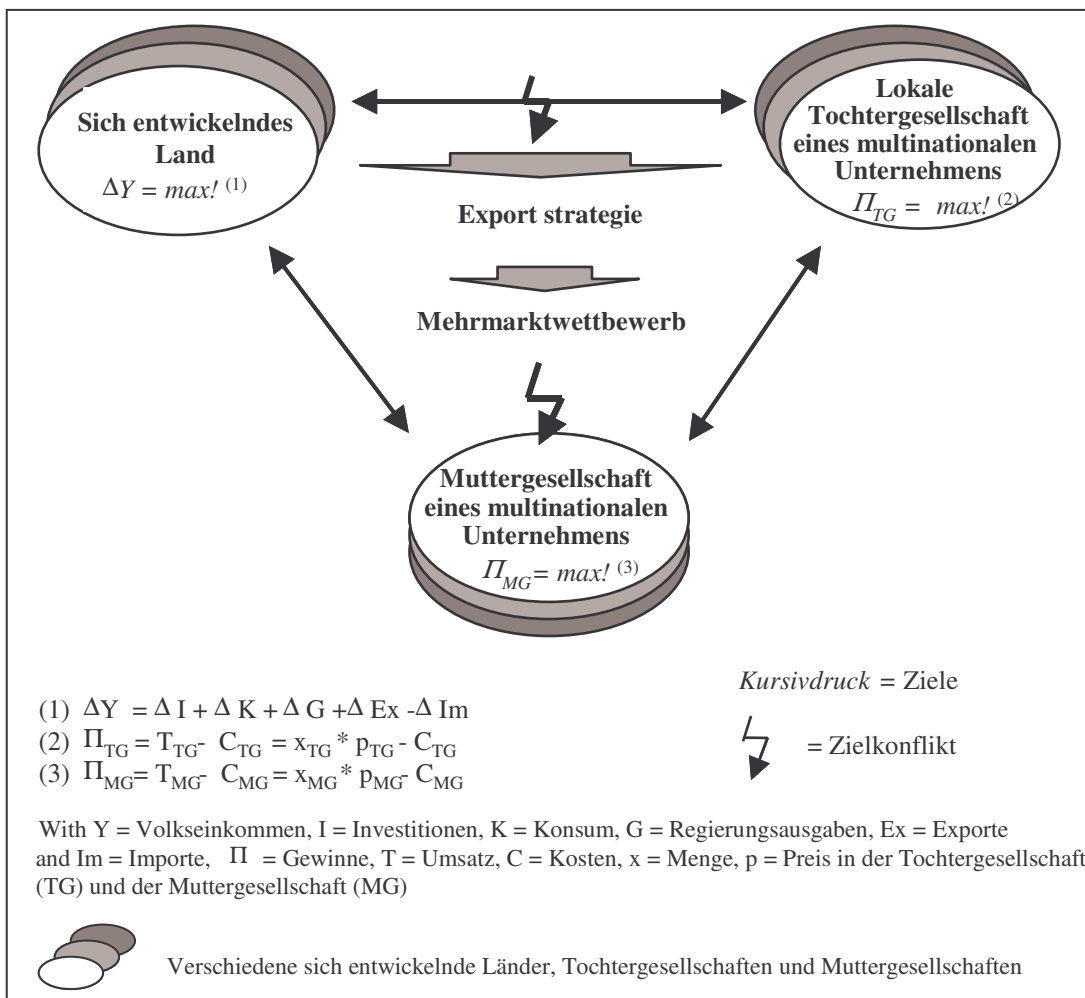 Sich entwickelndes
Land
ΔY = max! (1)
Lokale
Tochtergesellschaft
eines multinationalen
Unternehmens
Π_TG = max! (2)
Export strategie
Mehrmarktwettbewerb
Muttergesellschaft
eines multinationalen
Unternehmens
Π_MG = max! (3)
(1) ΔY = Δ I + Δ K + Δ G +Δ Ex -Δ Im
(2) Π_TG = T_TG - C_TG = x_TG * p_TG - C_TG
(3) Π_MG = T_MG - C_MG = x_MG * p_MG - C_MG
Kursivdruck = Ziele
= Zielkonflikt
With Y = Volkseinkommen, I = Investitionen, K = Konsum, G = Regierungsausgaben, Ex = Exporte
and Im = Importe, Π = Gewinne, T = Umsatz, C = Kosten, x = Menge, p = Preis in der Tochtergesellschaft
(TG) und der Muttergesellschaft (MG)
Verschiedene sich entwickelnde Länder, Tochtergesellschaften und Muttergesellschaften